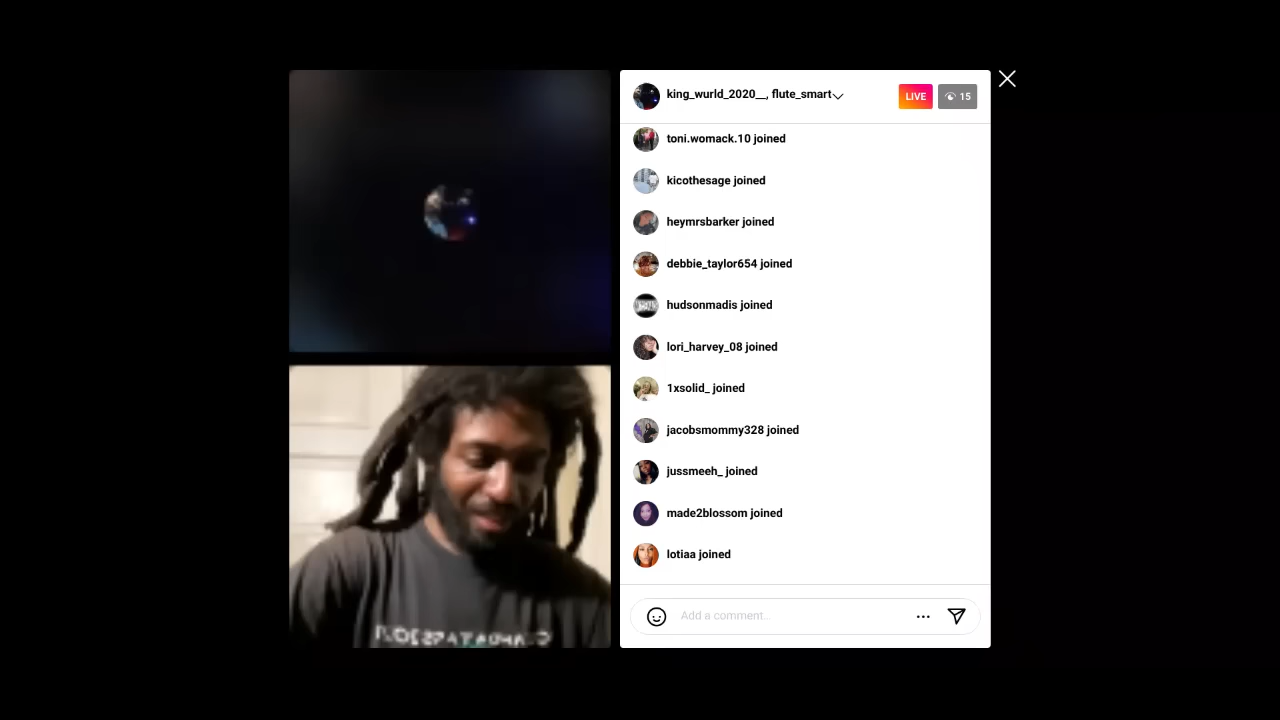 king_wurld_2020__, flute_smart
LIVE
15
toni.womack.10 joined
kicothesage joined
heymrsbarker joined
debbie_taylor654 joined
hudsonmadis joined
lori_harvey_08 joined
1xsolid_ joined
jacobsmommy328 joined
jussmeeh_ joined
made2blossom joined
lotiaa joined
Add a comment...